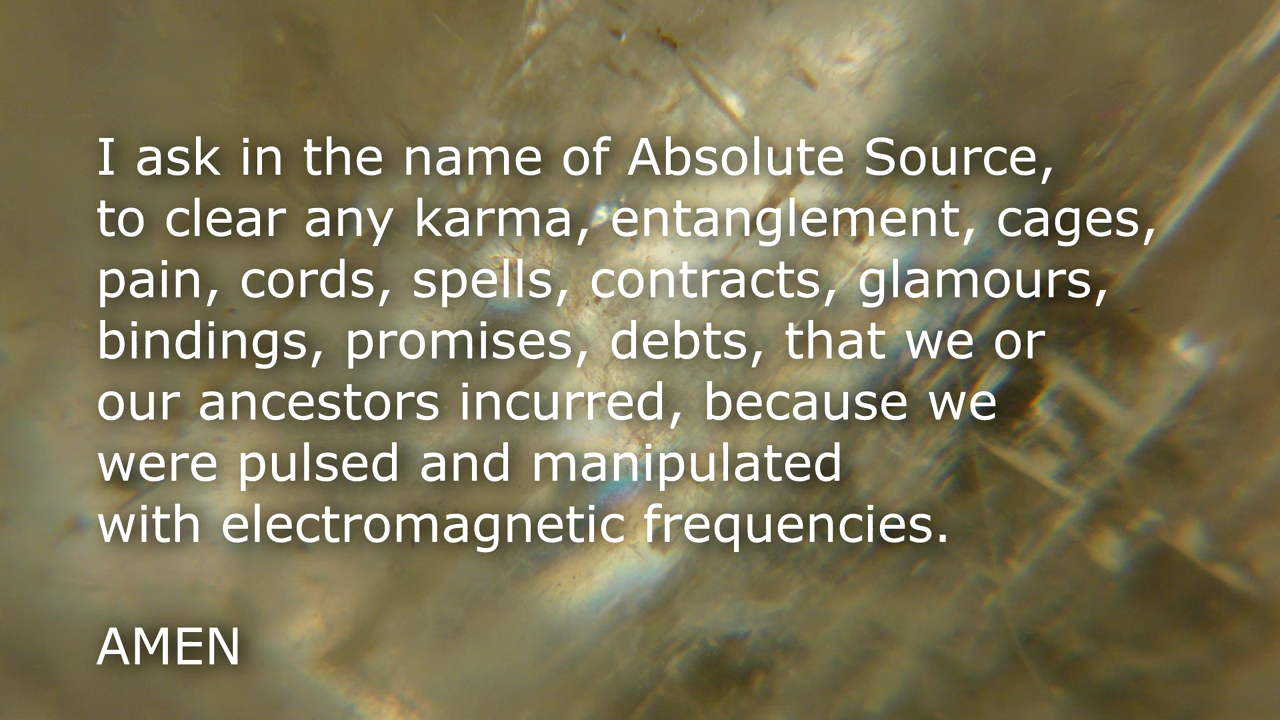 I ask in the name of Absolute Source,
to clear any karma, entanglement, cages,
pain, cords, spells, contracts, glamours,
bindings, promises, debts, that we or
our ancestors incurred, because we
were pulsed and manipulated
with electromagnetic frequencies.
AMEN